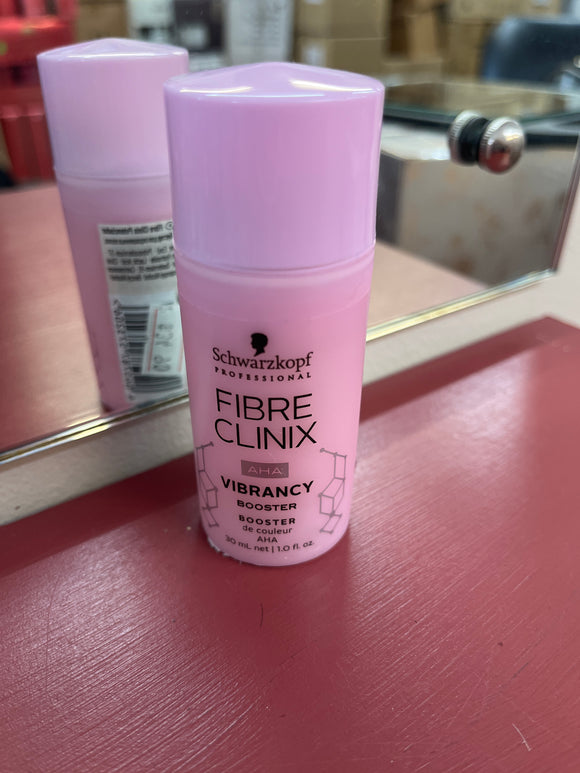 Schwarzkopf
PROFESSIONAL
FIBRE
CLINIX
AHA
VIBRANCY
BOOSTER
BOOSTER
de couleur
AHA
30 mL net | 1.0 fl. oz.